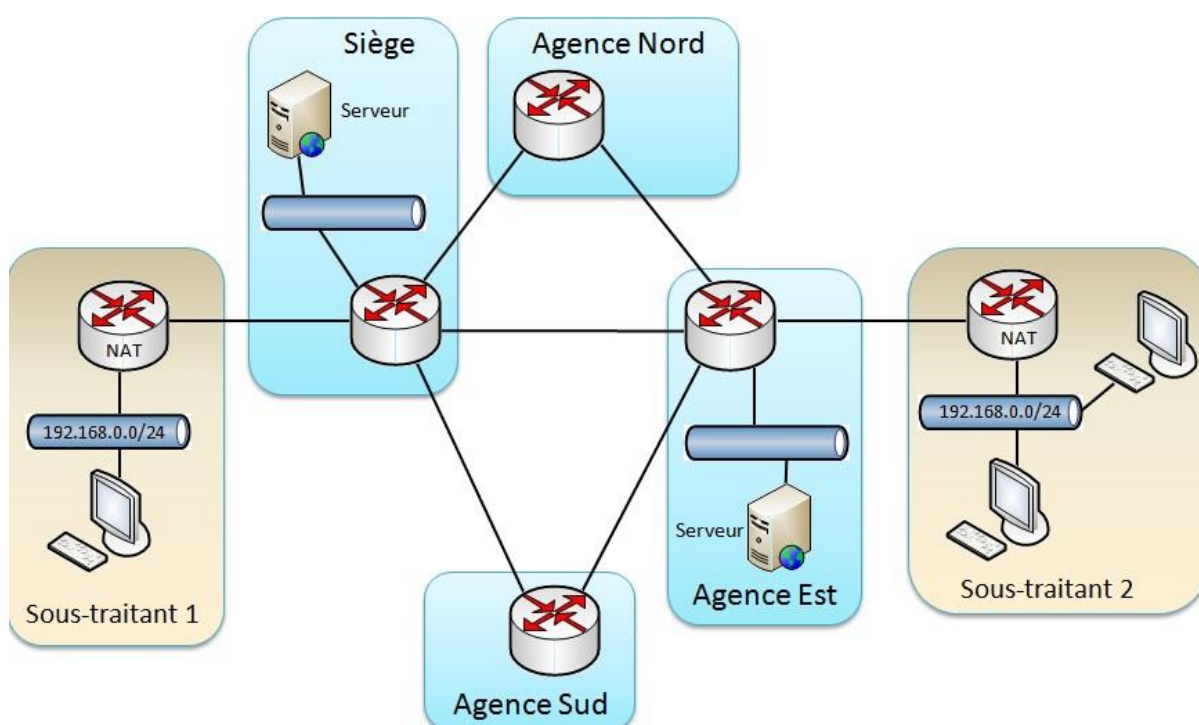 Siège
Agence Nord
Serveur
NAT
NAT
192.168.0.0/24
192.168.0.0/24
Serveur
Sous-traitant 1
Agence Est
Sous-traitant 2
Agence Sud